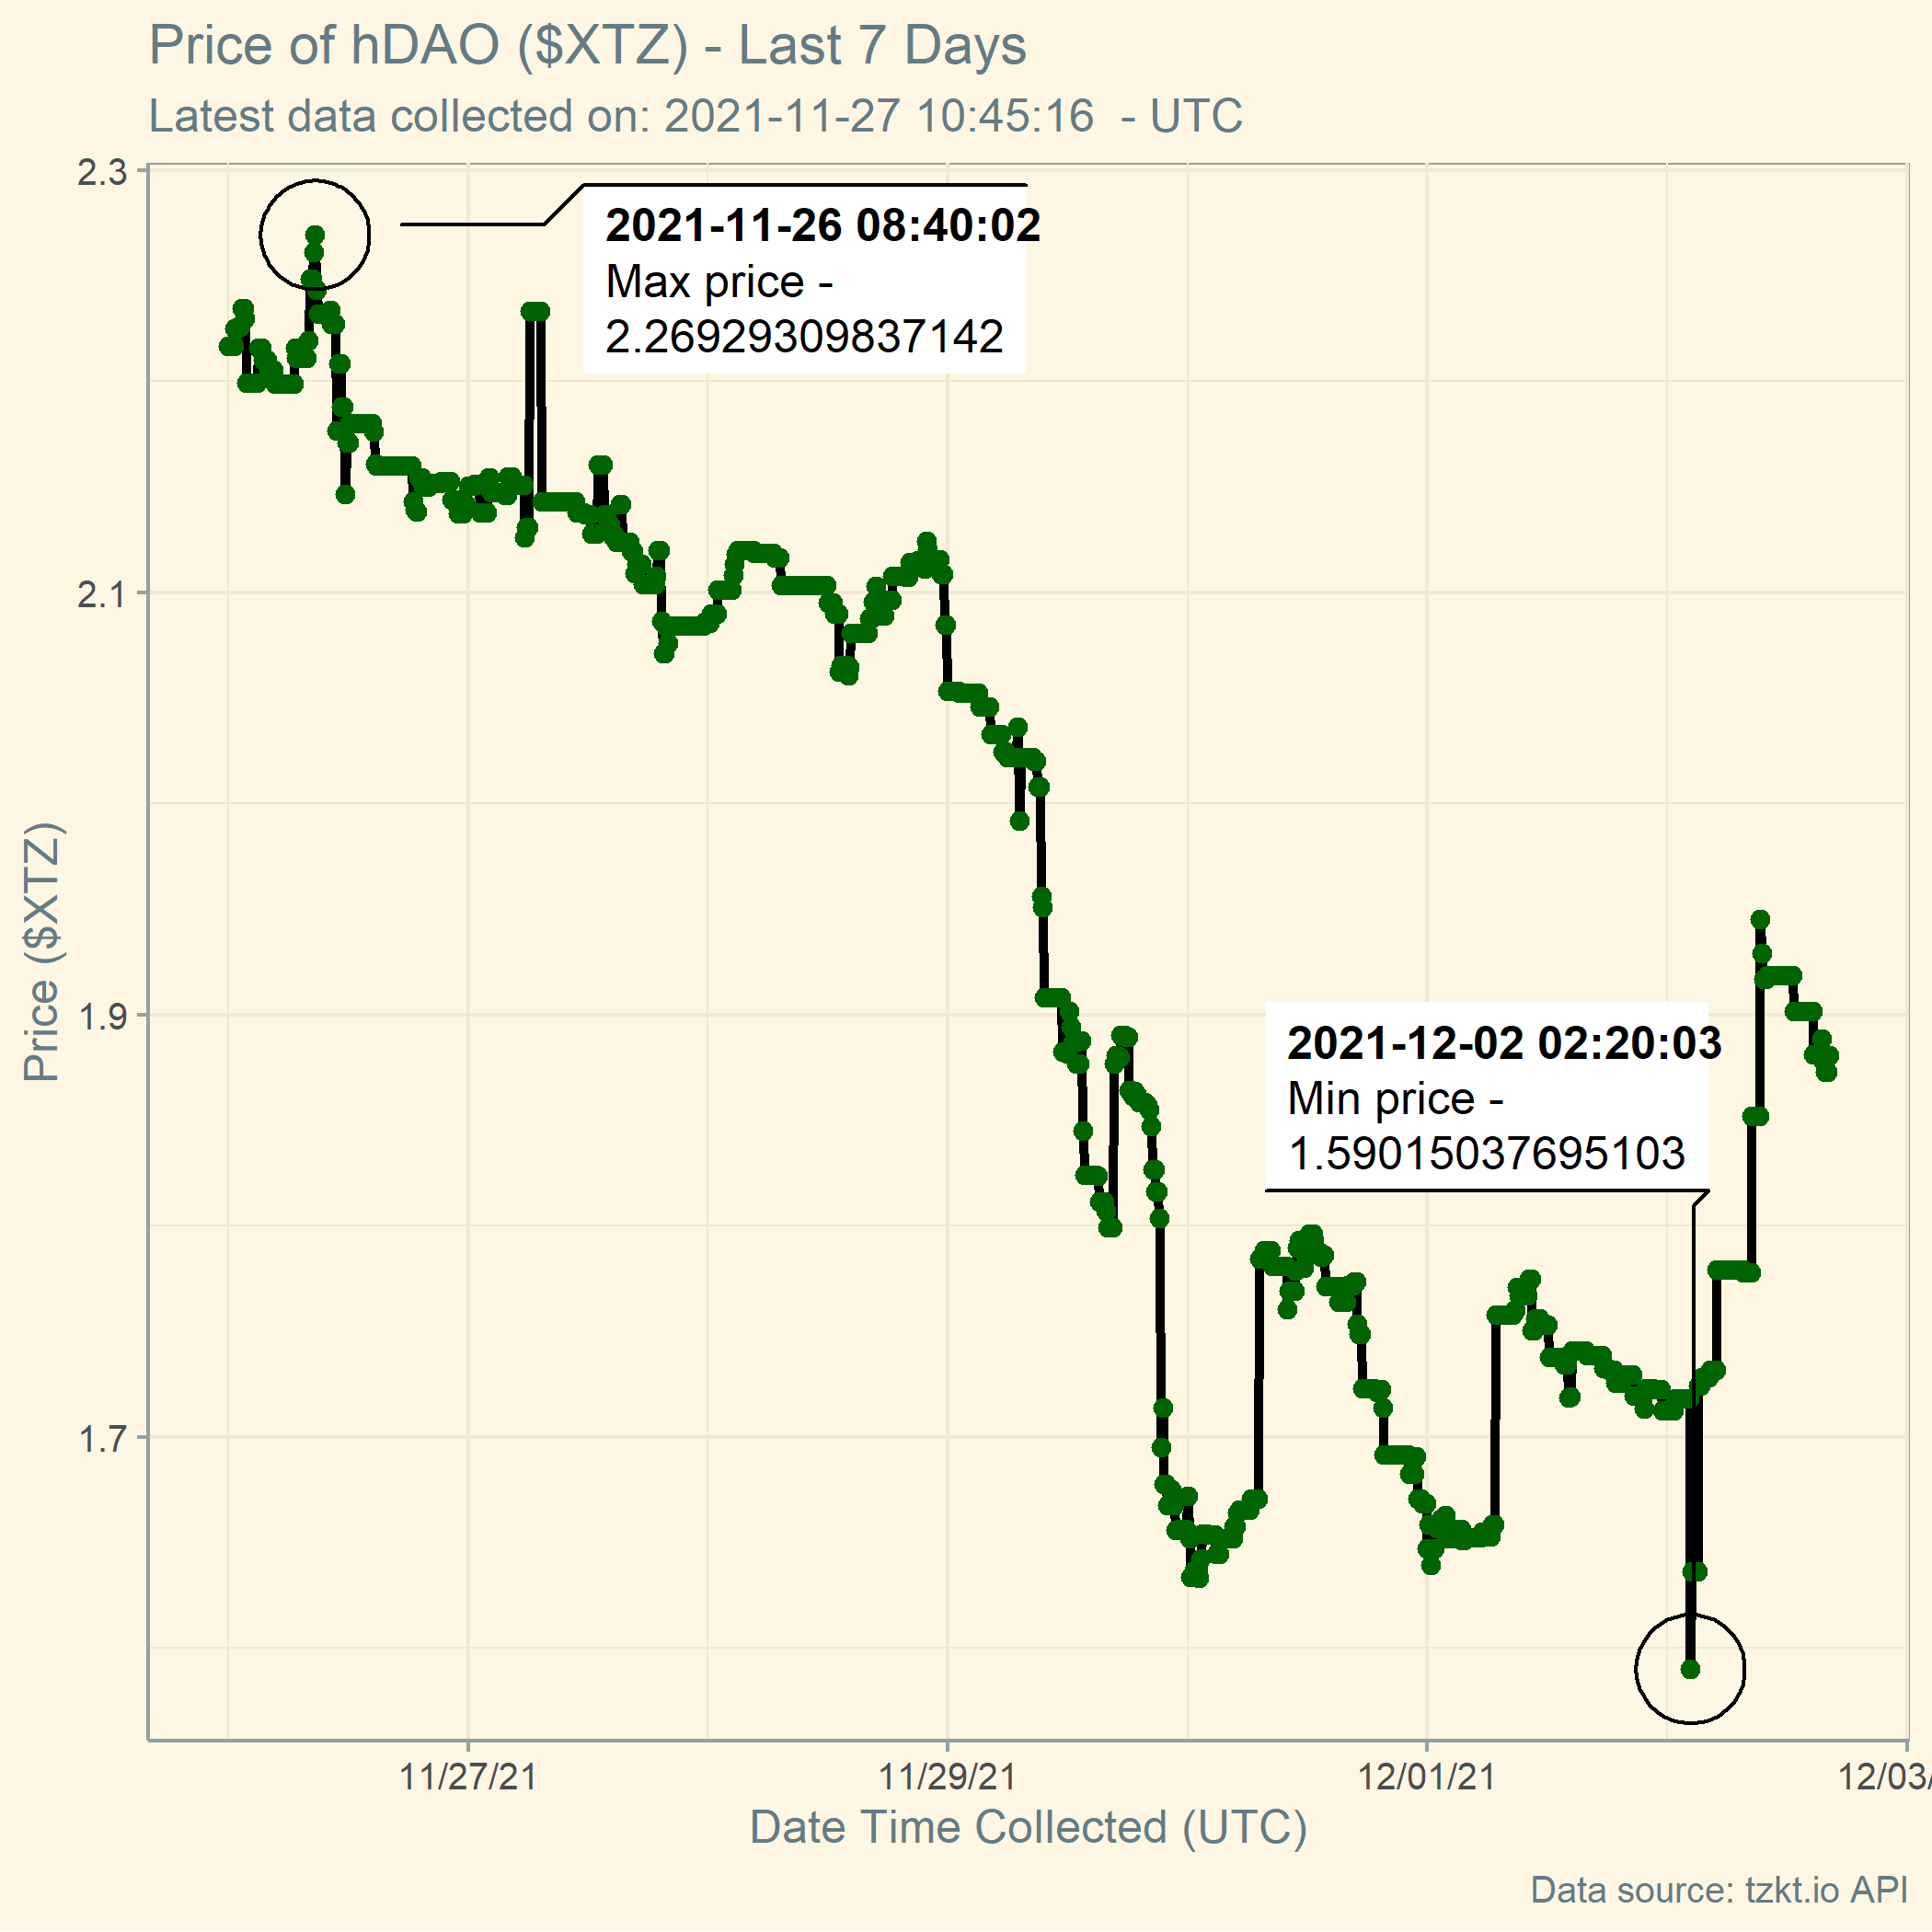 Price of hDAO ($XTZ) - Last 7 Days
Latest data collected on: 2021-11-27 10:45:16 - UTC
2.3
2.1
1.9
1.7
Price ($XTZ)
2021-11-26 08:40:02
Max price -
2.26929309837142
2021-12-02 02:20:03
Min price -
1.59015037695103
11/27/21
11/29/21
12/01/21
12/03/
Date Time Collected (UTC)
Data source: tzkt.io API